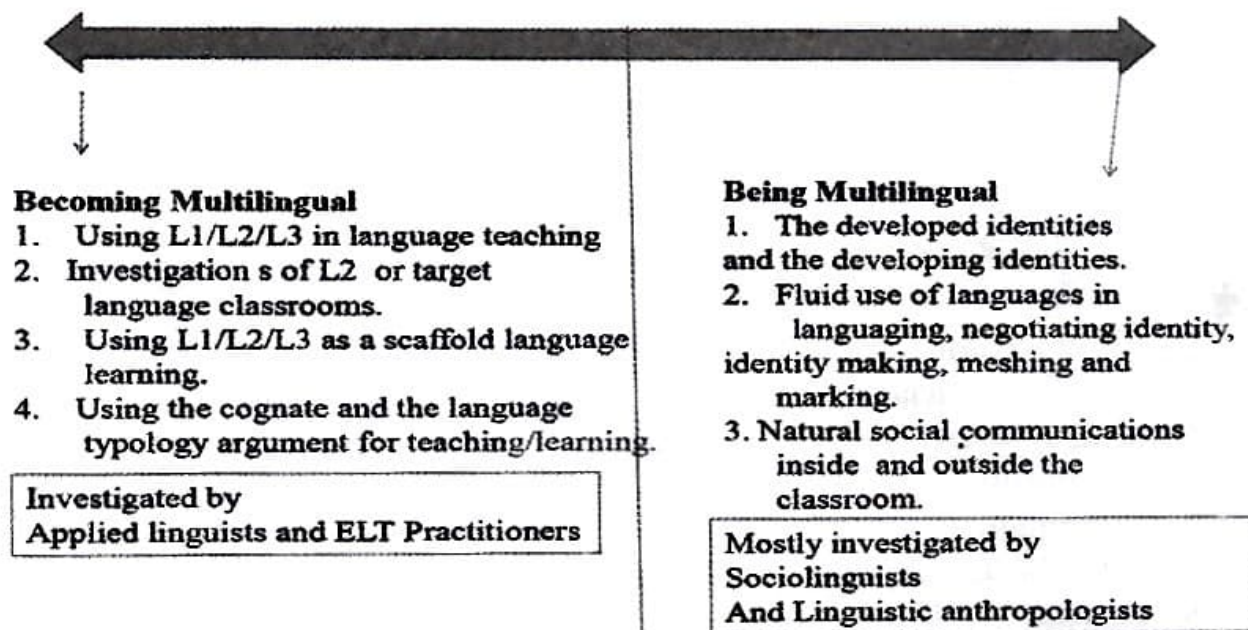 Becoming Multilingual
1. Using L1/L2/L3 in language teaching
2. Investigation s of L2 or target
language classrooms.
3. Using L1/L2/L3 as a scaffold language
learning.
4. Using the cognate and the language
typology argument for teaching/learning.
Investigated by
Applied linguists and ELT Practitioners
Being Multilingual
1. The developed identities
and the developing identities.
2. Fluid use of languages in
languaging, negotiating identity,
identity making, meshing and
marking.
3. Natural social communications
inside and outside the
classroom.
Mostly investigated by
Sociolinguists
And Linguistic anthropologists